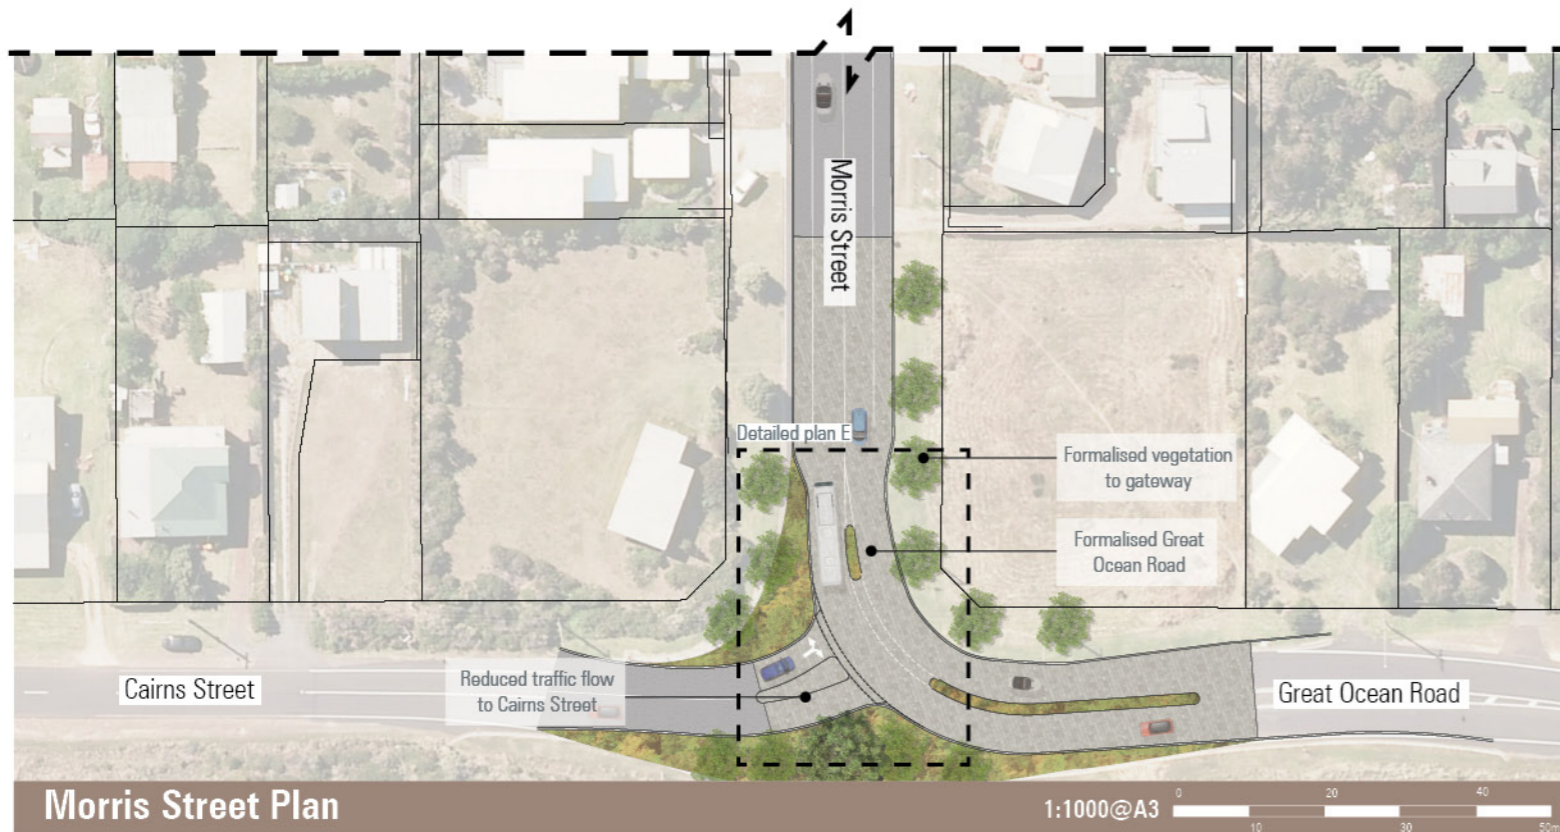 Morris Street
Detailed plan E
Formalised vegetation
to gateway
Formalised Great
Ocean Road
Cairns Street
Reduced traffic flow
to Cairns Street
Great Ocean Road
Morris Street Plan
1:1000@A3
0 20 40
10 30 50m